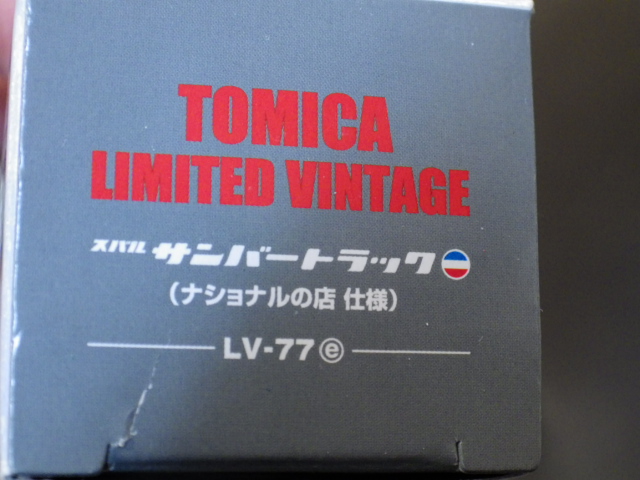 TOMICA
LIMITED VINTAGE
スバル サンバートラック
(ナショナルの店 仕様)
LV-77ⓔ